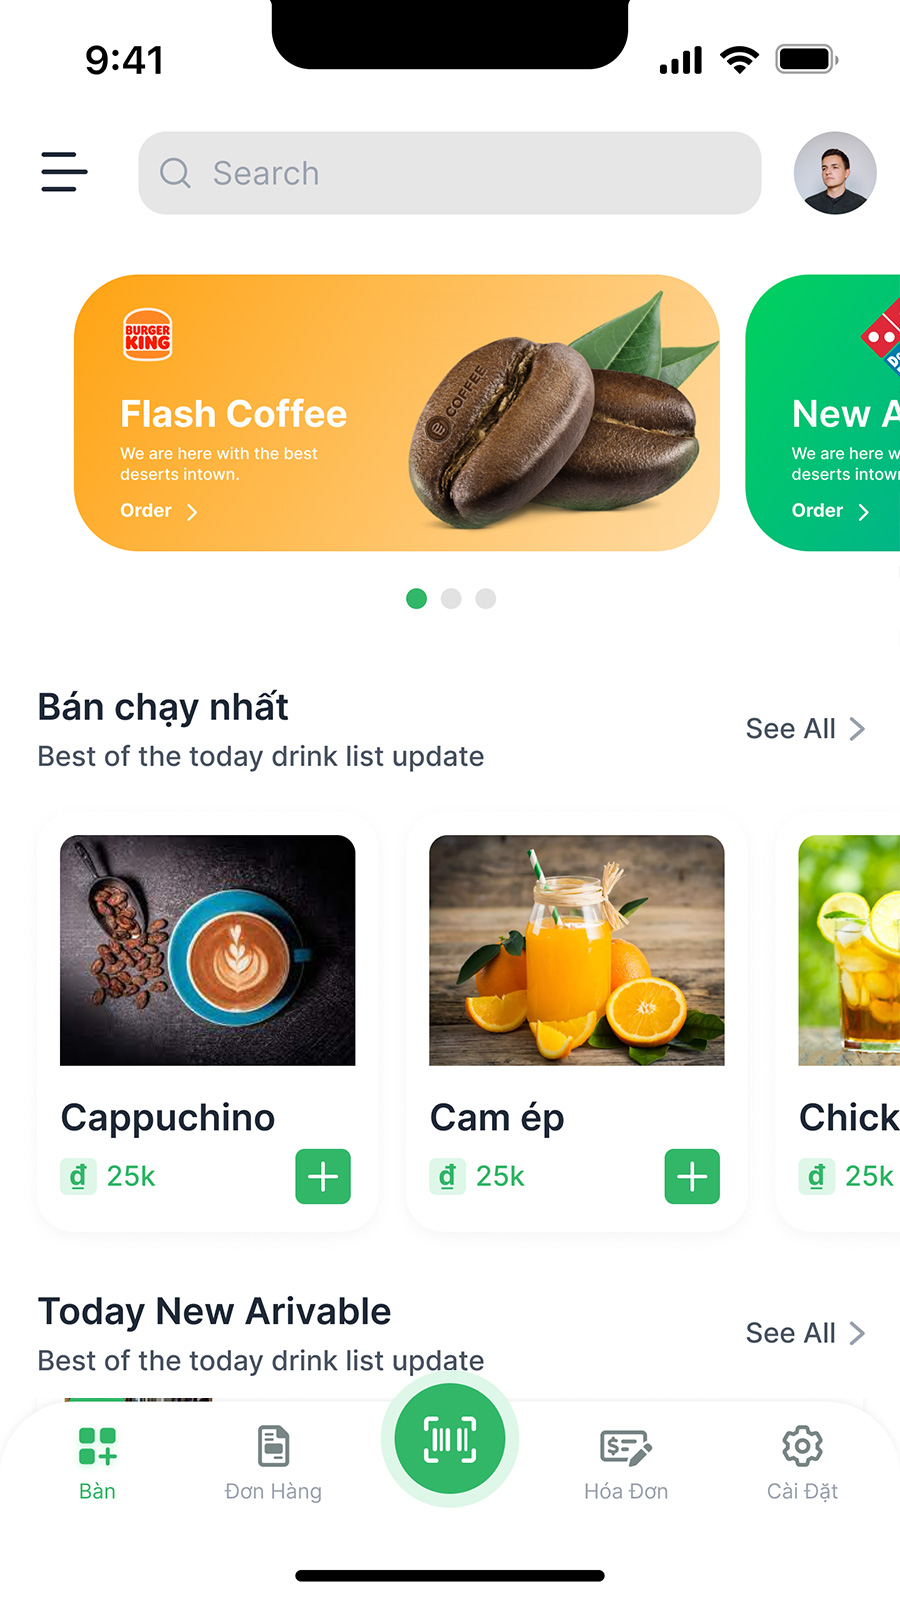 9:41
Search
BURGER
KING
Flash Coffee
We are here with the best
deserts intown.
Order
COFFEE
New A
We are here w
deserts intow
Order
Bán chạy nhất
Best of the today drink list update
See All
Cappuchino
đ 25k
Cam ép
đ 25k
Chick
đ 25k
Today New Arivable
Best of the today drink list update
See All
Bàn
Đơn Hàng
Hóa Đơn
Cài Đặt